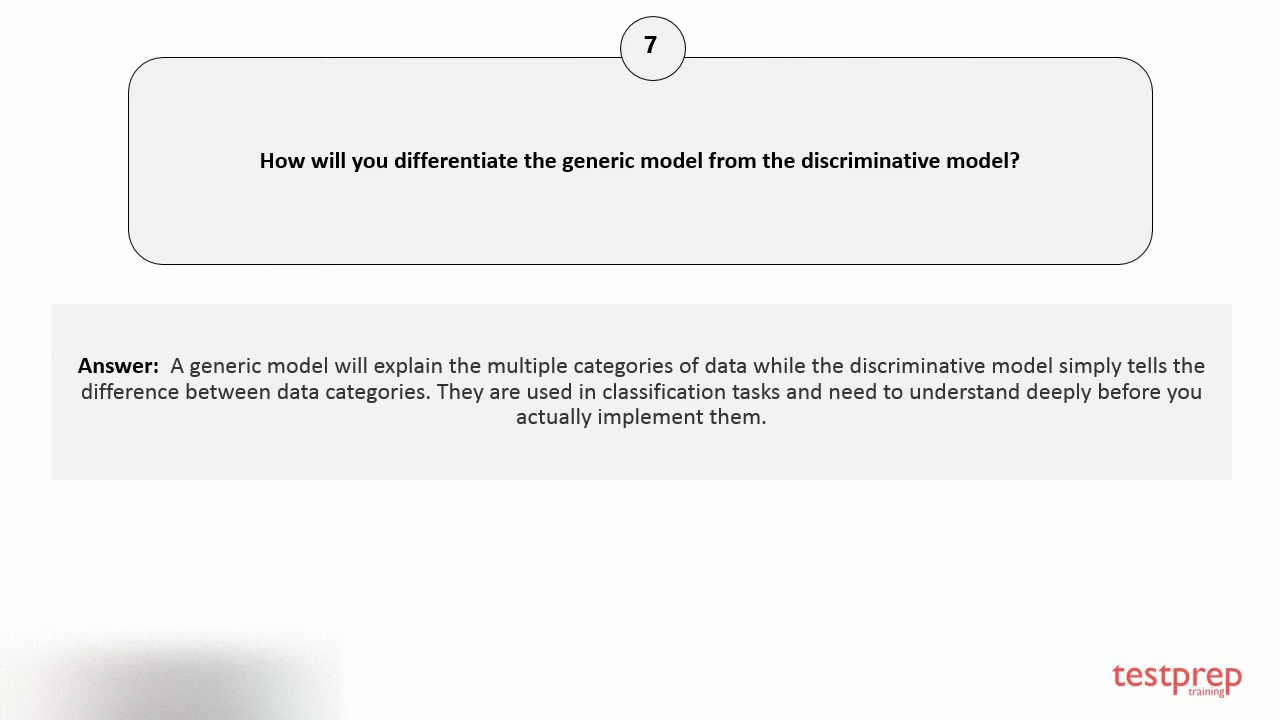 7
How will you differentiate the generic model from the discriminative model?
Answer: A generic model will explain the multiple categories of data while the discriminative model simply tells the
difference between data categories. They are used in classification tasks and need to understand deeply before you
actually implement them.
testprep
training